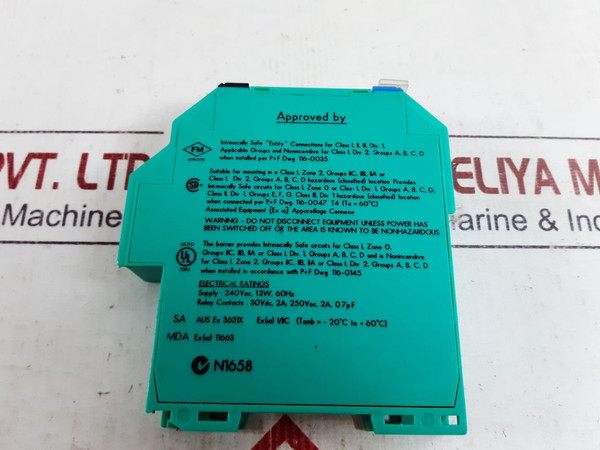 Approved by
FM
APPROVED
Intrinsically Safe "Entity" Connections for Class I, II, III, Div 1,
Applicable Groups and Nonincendive for Class I, Div 2, Groups A, B, C, D
when installed per P+F Dwg 116-0035
Suitable for mounting in a Class I, Zone 2, Groups IIC, IIB, IIA or
Class I, Div 2, Groups A, B, C, D hazardous (classified) location Provides
Intrinsically Safe circuits for Class I, Zone 0 or Class I, Div 1, Groups A, B, C, D,
Class II, Div 1, Groups E, F, G, Class III, Div 1 hazardous (classified) location
when connected per P+F Dwg 116-0047 T4 (Ta = 60°C)
Associated Equipment [Ex ia] Appareillage Connexe
WARNING - DO NOT DISCONNECT EQUIPMENT UNLESS POWER HAS
BEEN SWITCHED OFF OR THE AREA IS KNOWN TO BE NONHAZARDOUS
LISTED
UL
The barrier provides Intrinsically Safe circuits for Class I, Zone 0,
Groups IIC, IIB, IIA or Class I, Div 1, Groups A, B, C, D and is Nonincendive
for Class I, Zone 2, Groups IIC, IIB, IIA or Class I, Div 2, Groups A, B, C, D
when installed in accordance with P+F Dwg 116-0145
ELECTRICAL RATINGS
Supply - 240Vac, 13W, 60Hz
Relay Contacts - 30Vdc, 2A, 250Vac, 2A, 0.7pF
SA AUS Ex 3631X Ex(ia) I/IIC (Tamb = - 20°C to + 60°C)
MDA Ex(ia) 11663
N1658
ELIYA M
Machiner
PVT. LTD
ELIYA M
Machine
arine & Indu